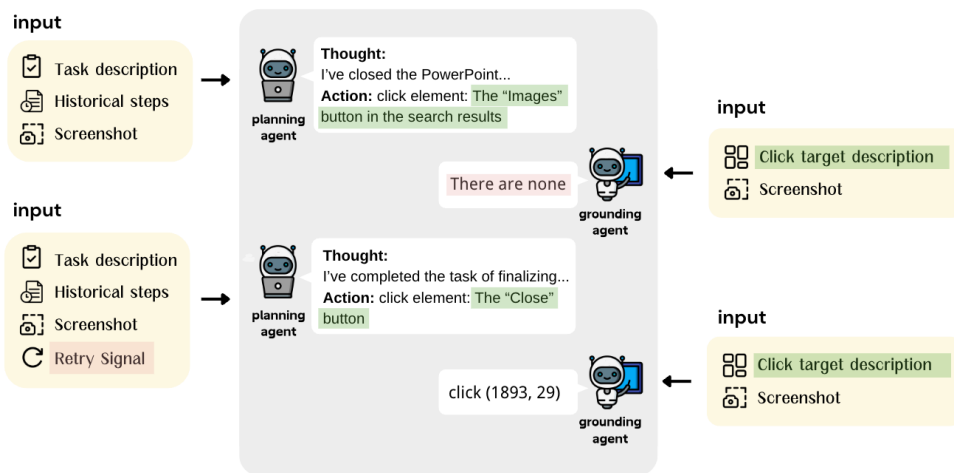 input
Task description
Historical steps
Screenshot
Thought:
I've closed the PowerPoint...
Action: click element: The “Images”
button in the search results
planning
agent
input
Click target description
Screenshot
There are none
grounding
agent
input
Task description
Historical steps
Screenshot
Retry Signal
Thought:
I've completed the task of finalizing...
Action: click element: The “Close”
button
planning
agent
input
Click target description
Screenshot
click (1893, 29)
grounding
agent